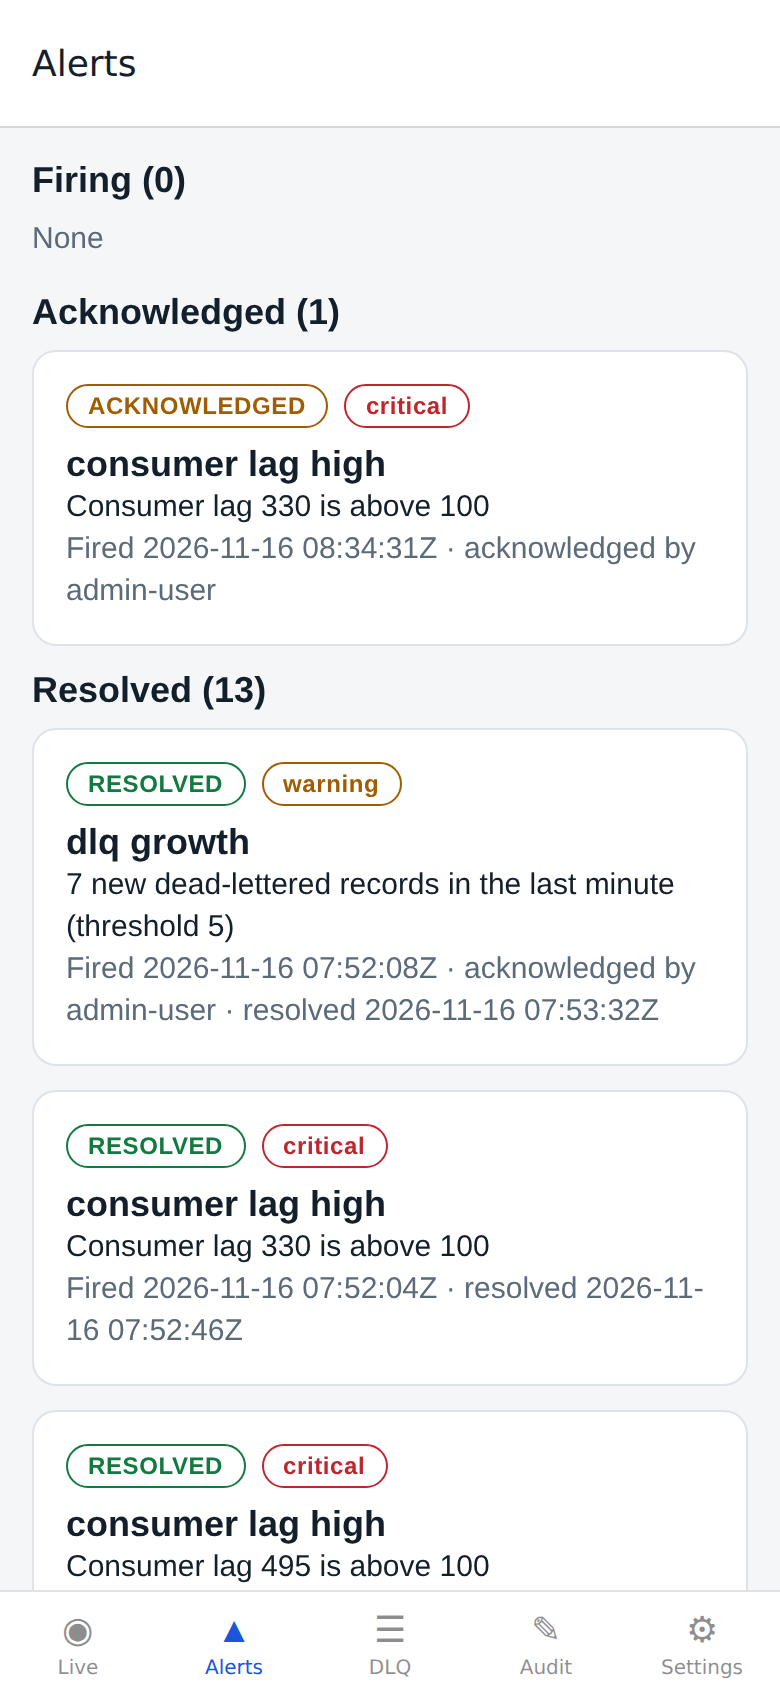 Alerts
Firing (0)
None
Acknowledged (1)
ACKNOWLEDGED critical
consumer lag high
Consumer lag 330 is above 100
Fired 2026-11-16 08:34:31Z · acknowledged by
admin-user
Resolved (13)
RESOLVED warning
dlq growth
7 new dead-lettered records in the last minute
(threshold 5)
Fired 2026-11-16 07:52:08Z · acknowledged by
admin-user · resolved 2026-11-16 07:53:32Z
RESOLVED critical
consumer lag high
Consumer lag 330 is above 100
Fired 2026-11-16 07:52:04Z · resolved 2026-11-
16 07:52:46Z
RESOLVED critical
consumer lag high
Consumer lag 495 is above 100
Live Alerts DLQ Audit Settings